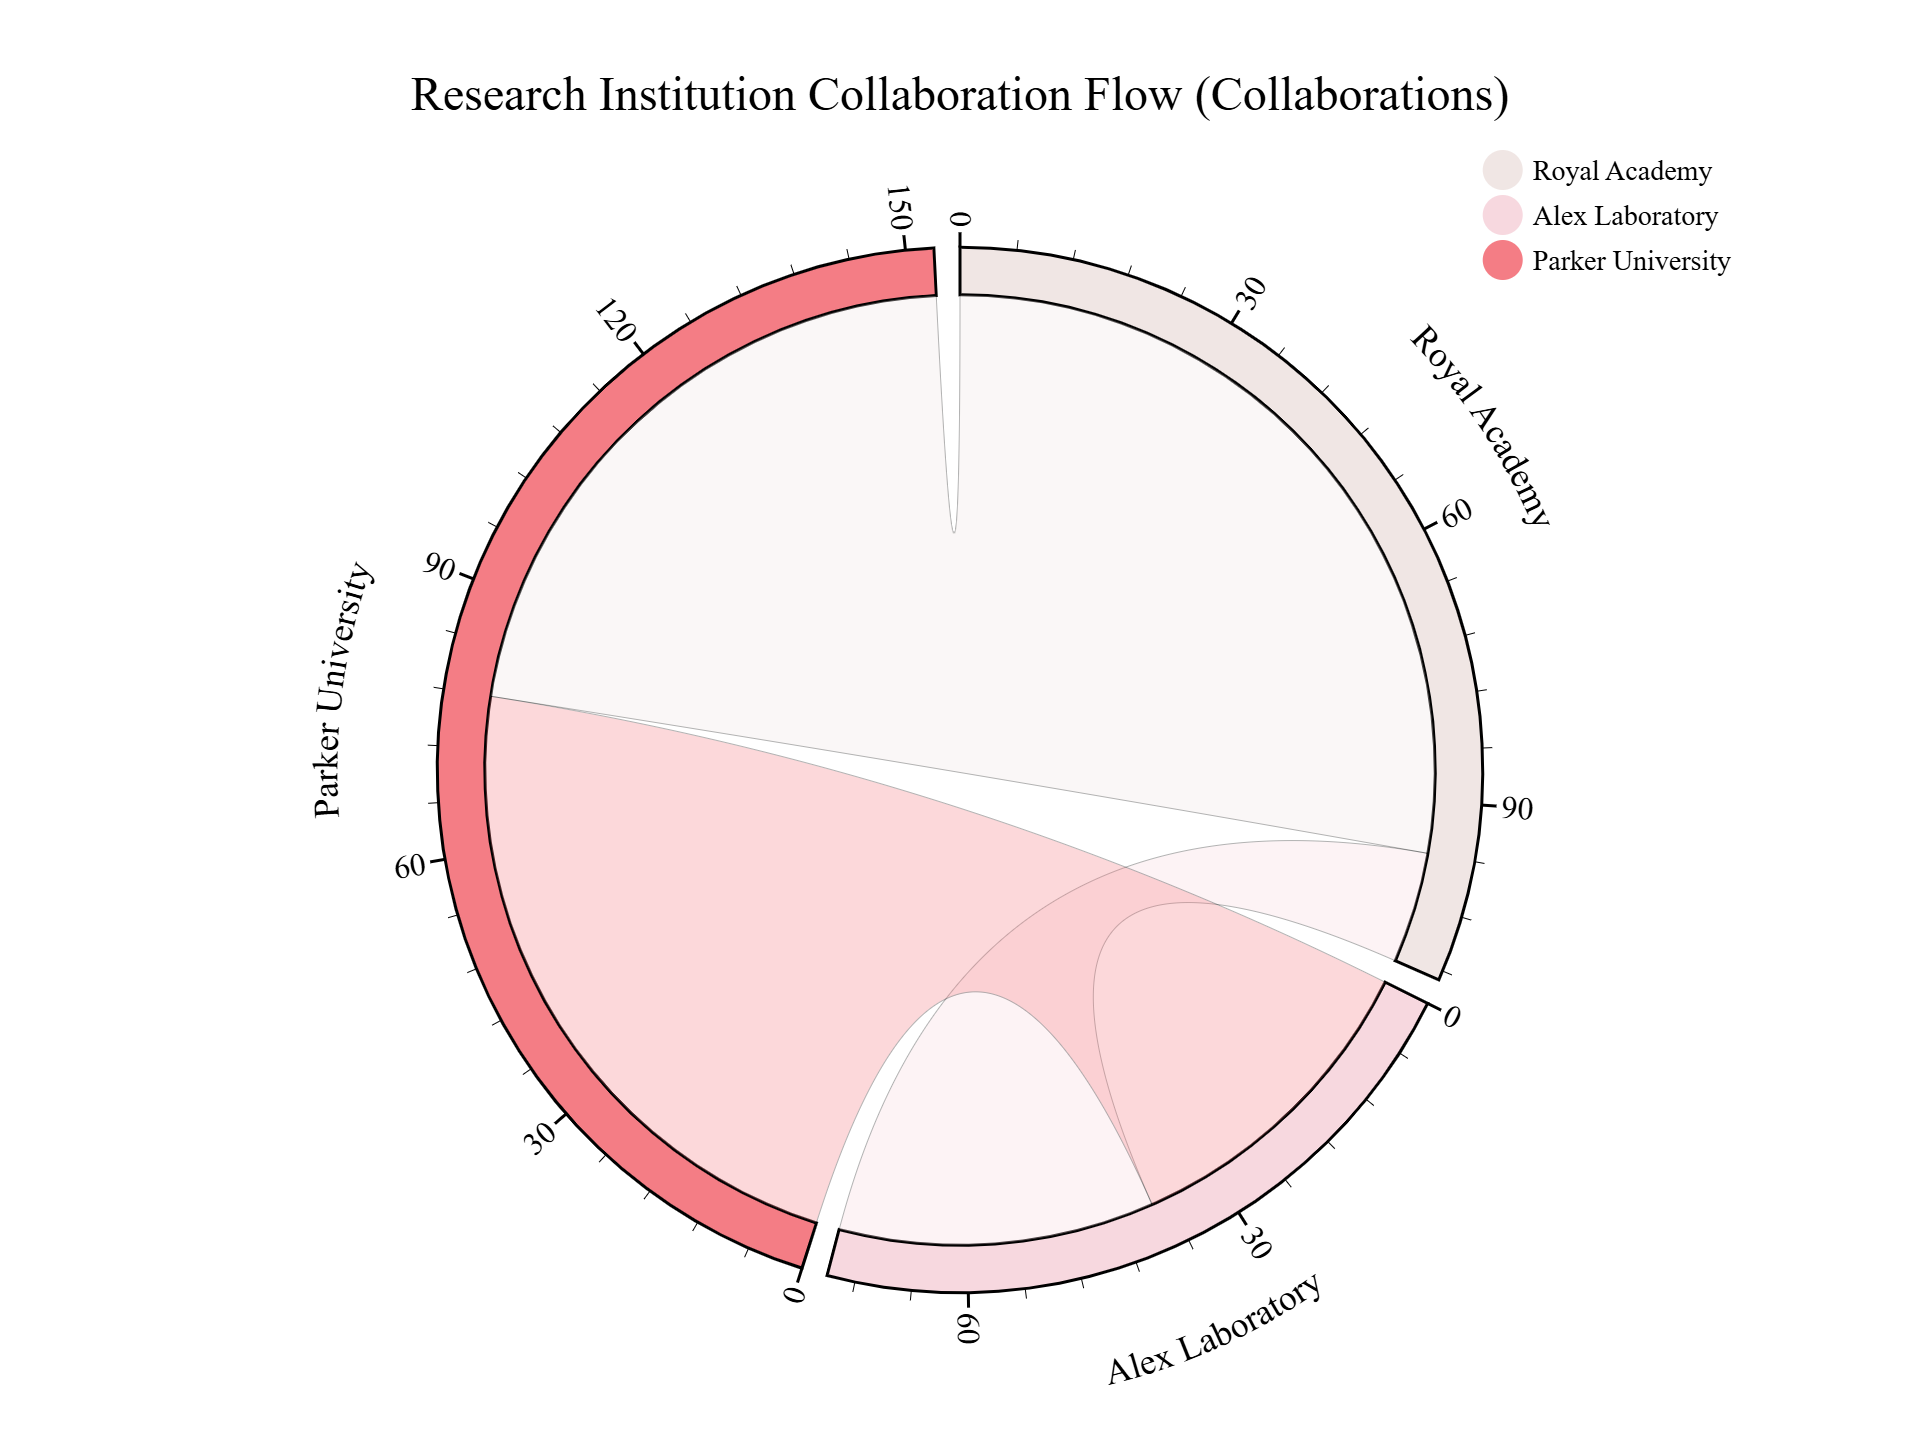 Research Institution Collaboration Flow (Collaborations)
Royal Academy
Alex Laboratory
Parker University
0
30
60
90
Royal Academy
0
30
60
Alex Laboratory
0
30
60
90
120
150
Parker University